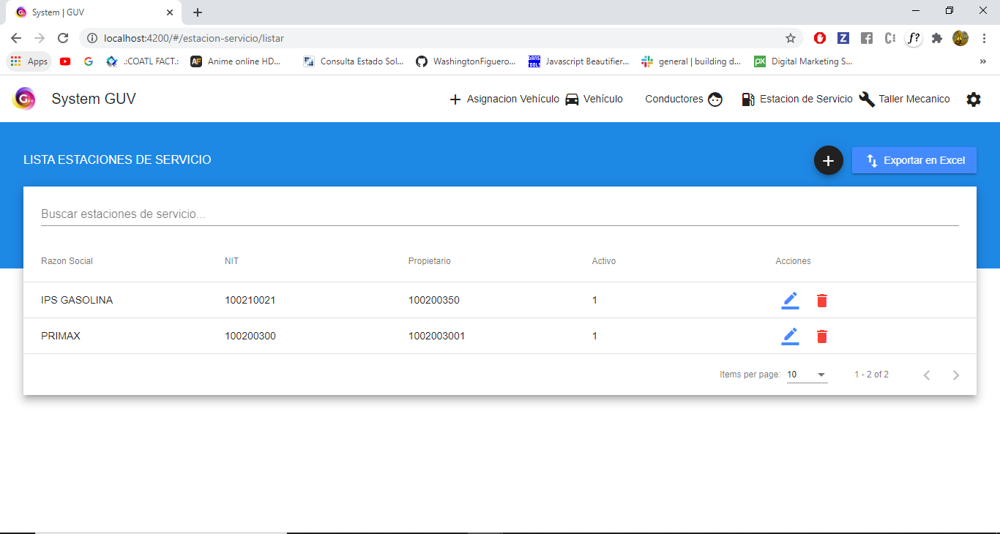 System | GUV
localhost:4200/#/estacion-servicio/listar
Apps .:COATL FACT.: Anime online HD... Consulta Estado Sol... WashingtonFiguero... Javascript Beautifier... general | building d... Digital Marketing S... »
System GUV
Asignacion Vehículo Vehículo Conductores Estacion de Servicio Taller Mecanico
LISTA ESTACIONES DE SERVICIO
Exportar en Excel
Buscar estaciones de servicio...
Razon Social NIT Propietario Activo Acciones
IPS GASOLINA 100210021 100200350 1
PRIMAX 100200300 1002003001 1
Items per page: 10 1 - 2 of 2